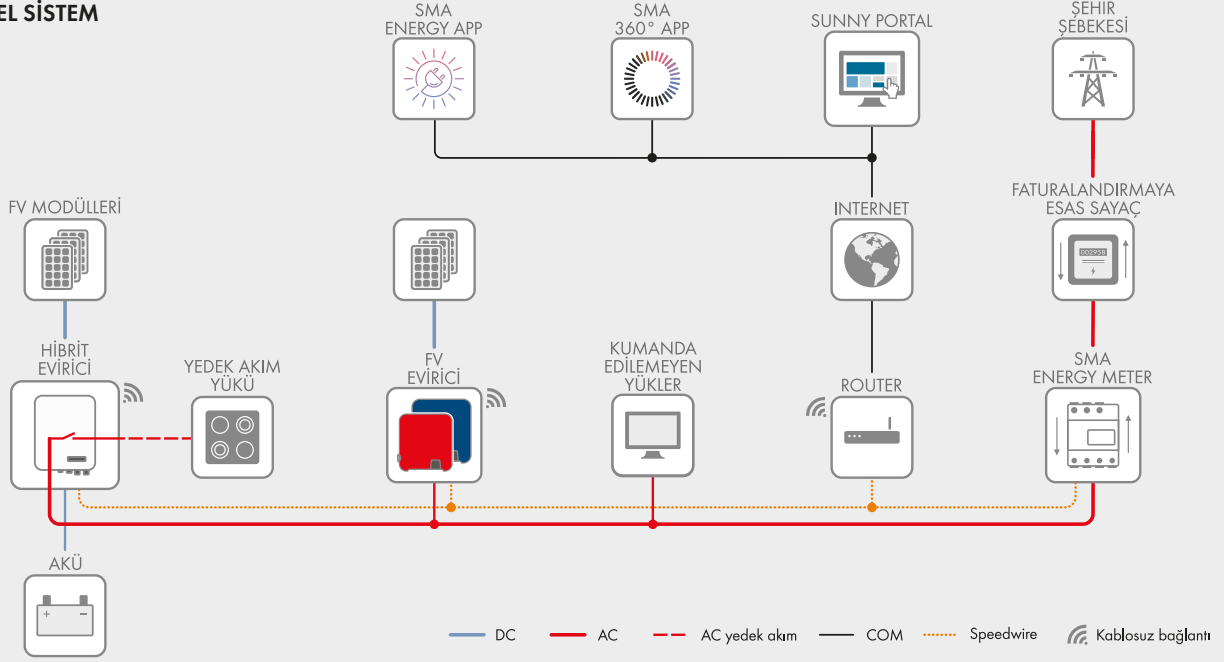 EL SİSTEM
SMA
ENERGY APP
SMA
360° APP
SUNNY PORTAL
ŞEHİR
ŞEBEKESİ
FV MODÜLLERİ
INTERNET
FATURALANDIRMAYA
ESAS SAYAÇ
002958
HİBRİT
EVİRİCİ
YEDEK AKIM
YÜKÜ
FV
EVİRİCİ
KUMANDA
EDİLEMEYEN
YÜKLER
ROUTER
SMA
ENERGY METER
AKÜ
+ −
DC
AC
AC yedek akım
COM
Speedwire
Kablosuz bağlantı